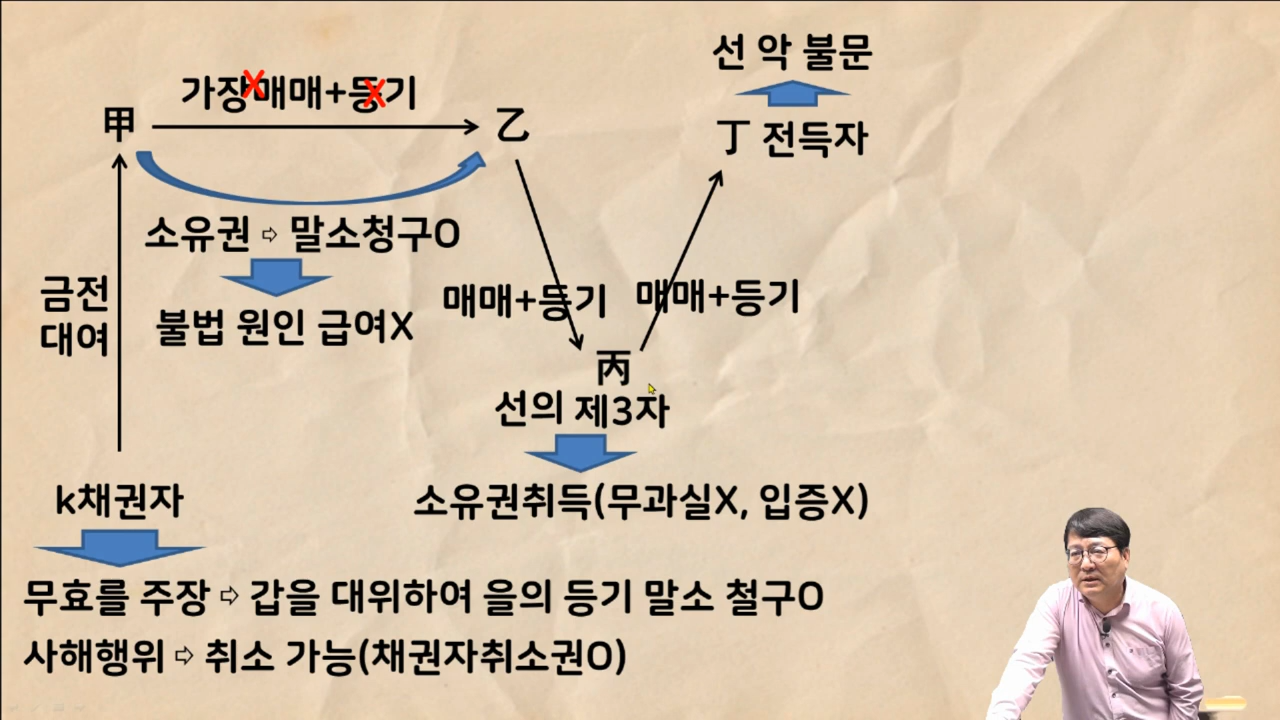 선 악 불문
가장매매+등기
甲
乙
丁 전득자
소유권 ⇨ 말소청구O
금전
대여
불법 원인 급여X
매매+등기
매매+등기
丙
선의 제3자
k채권자
소유권취득(무과실X, 입증X)
무효를 주장 ⇨ 갑을 대위하여 을의 등기 말소 철구O
사해행위 ⇨ 취소 가능(채권자취소권O)